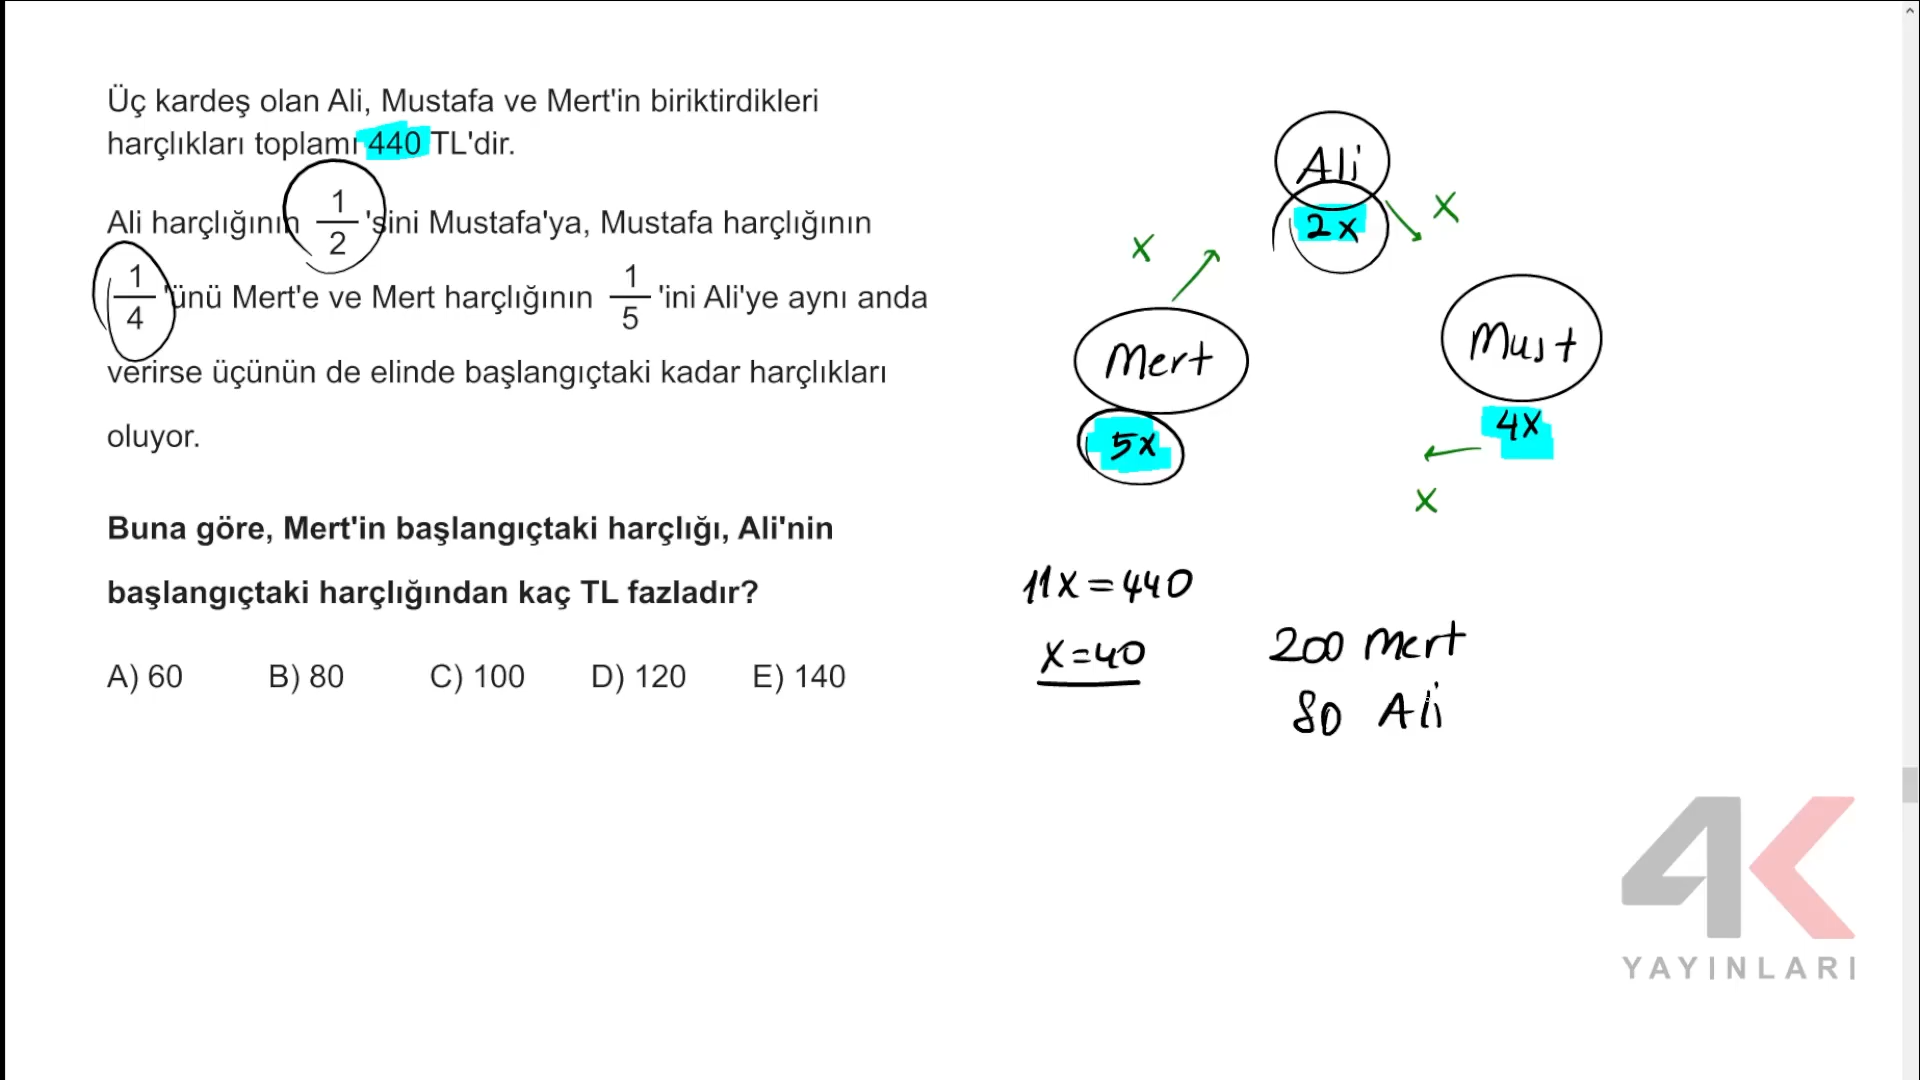 Üç kardeş olan Ali, Mustafa ve Mert'in biriktirdikleri
harçlıkları toplamı 440 TL'dir.
Ali harçlığının 1/2 'sini Mustafa'ya, Mustafa harçlığının
1/4 'ünü Mert'e ve Mert harçlığının 1/5 'ini Ali'ye aynı anda
verirse üçünün de elinde başlangıçtaki kadar harçlıkları
oluyor.
Buna göre, Mert'in başlangıçtaki harçlığı, Ali'nin
başlangıçtaki harçlığından kaç TL fazladır?
A) 60 B) 80 C) 100 D) 120 E) 140
Ali
2x
x
x
Mert
5x
Must
4x
x
11x=440
x=40
200 Mert
80 Ali
4K
YAYINLARI